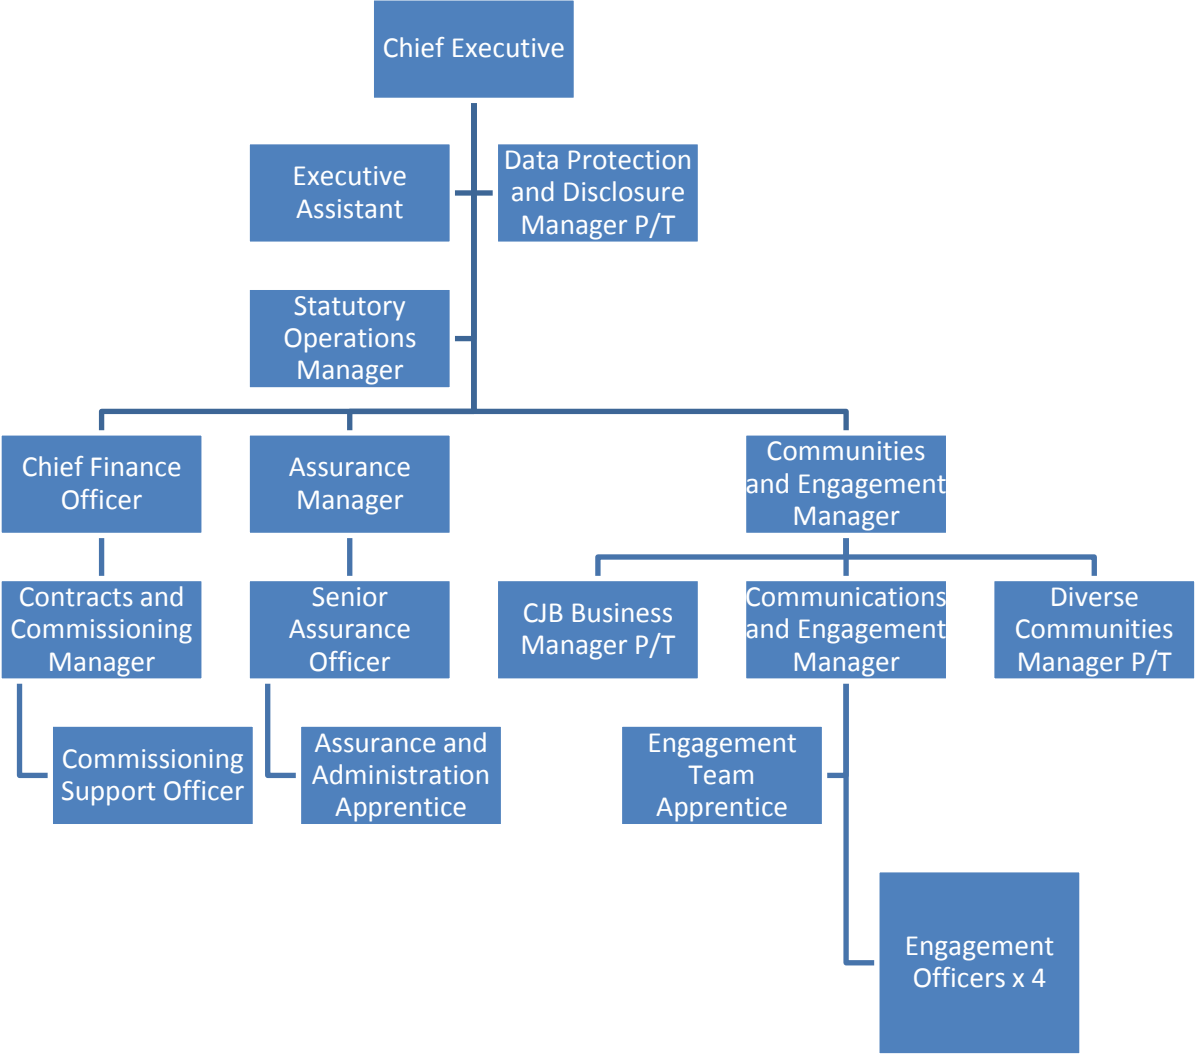 Chief Executive
Executive
Assistant
Data Protection
and Disclosure
Manager P/T
Statutory
Operations
Manager
Chief Finance
Officer
Assurance
Manager
Communities
and Engagement
Manager
Contracts and
Commissioning
Manager
Senior
Assurance
Officer
CJB Business
Manager P/T
Communications
and Engagement
Manager
Diverse
Communities
Manager P/T
Commissioning
Support Officer
Assurance and
Administration
Apprentice
Engagement
Team
Apprentice
Engagement
Officers x 4